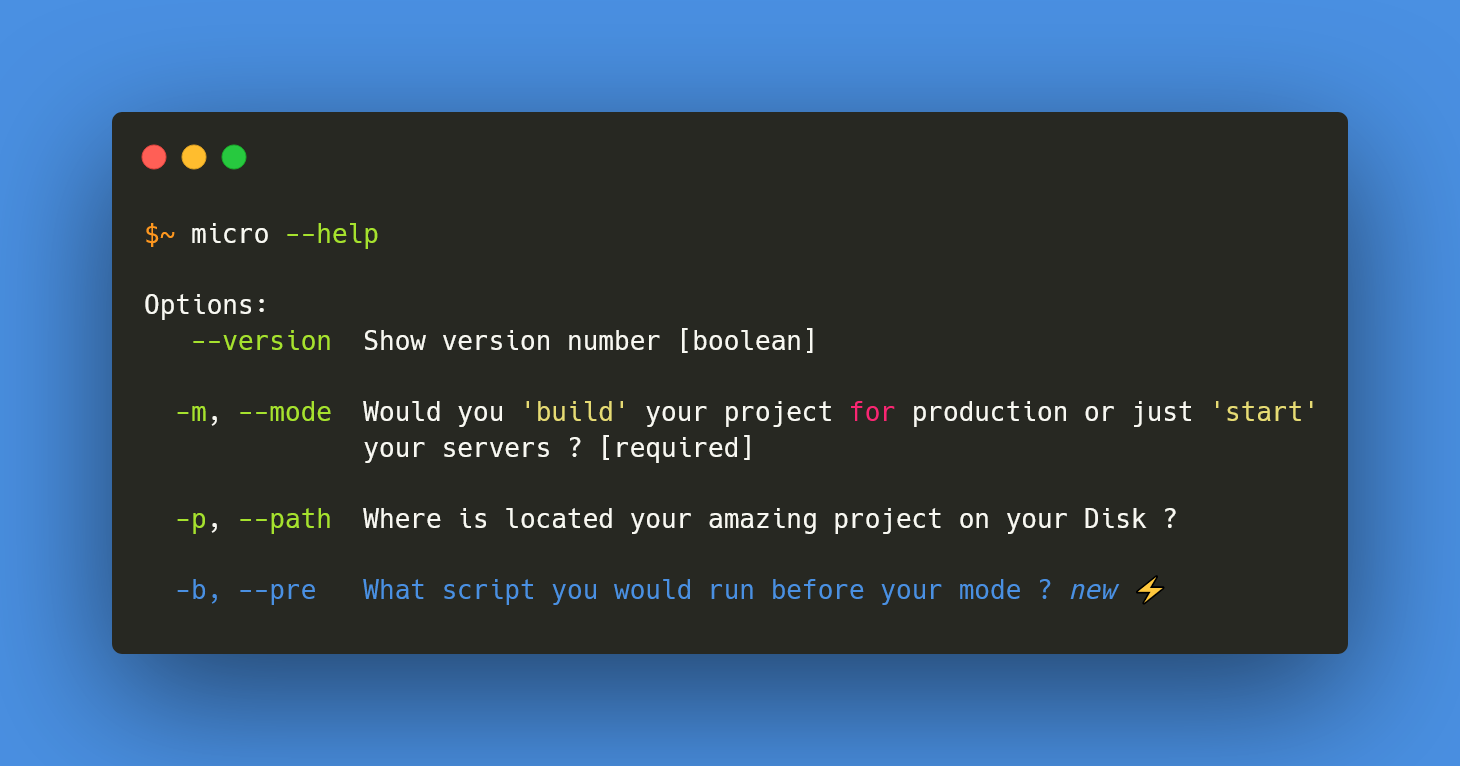 $~ micro --help
Options:
--version  Show version number [boolean]
-m, --mode  Would you 'build' your project for production or just 'start'
your servers ? [required]
-p, --path  Where is located your amazing project on your Disk ?
-b, --pre   What script you would run before your mode ? new ⚡